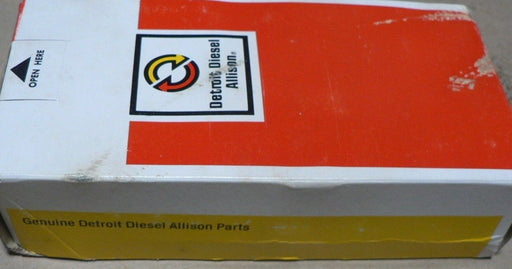 OPEN HERE
Detroit Diesel
Allison®
Genuine Detroit Diesel Allison Parts